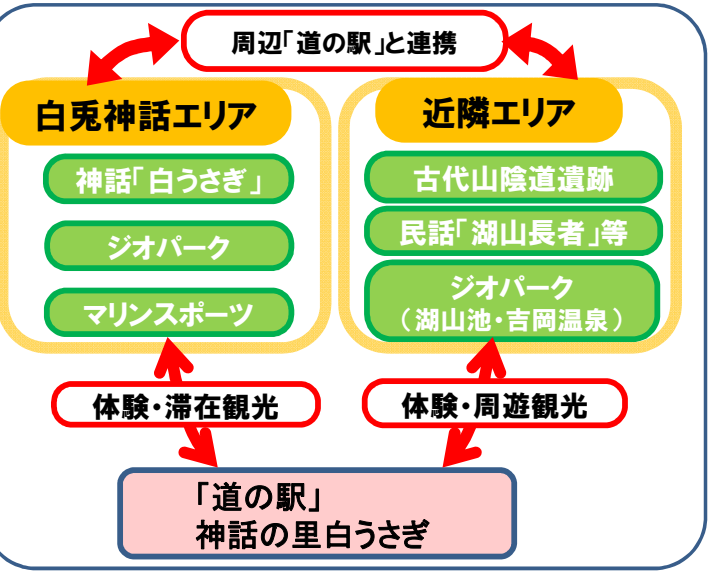 周辺「道の駅」と連携
白兎神話エリア
神話「白うさぎ」
ジオパーク
マリンスポーツ
近隣エリア
古代山陰道遺跡
民話「湖山長者」等
ジオパーク
（湖山池・吉岡温泉）
体験・滞在観光
体験・周遊観光
「道の駅」
神話の里白うさぎ